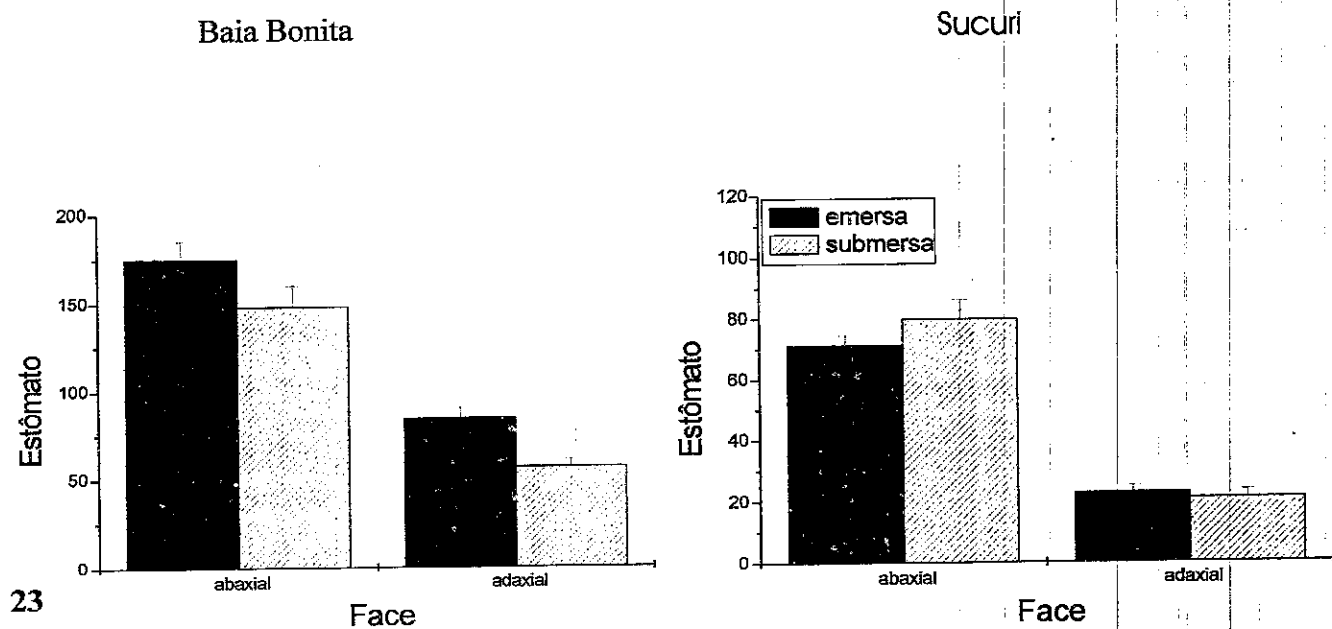 Baia Bonita
200
150
100
50
0
Estômato
abaxial
adaxial
Face
23
Sucuri
120
100
80
60
40
20
0
Estômato
emersa
submersa
abaxial
adaxial
Face